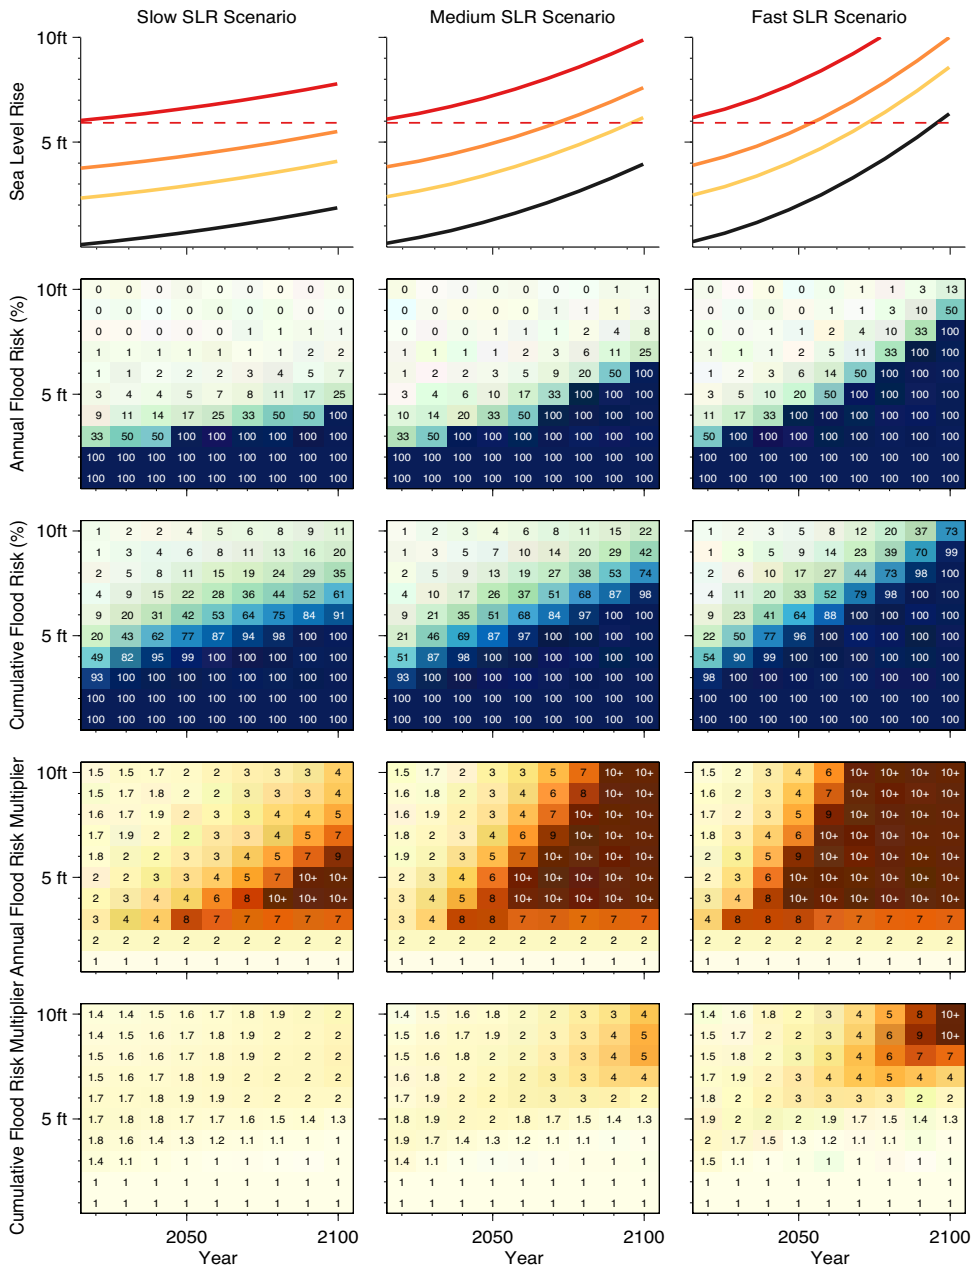 Slow SLR Scenario Medium SLR Scenario Fast SLR Scenario
Sea Level Rise
10ft
5 ft
Annual Flood Risk (%)
10ft 0 0 0 0 0 0 0 0 0 0 0 0 0 0 0 0 1 1 0 0 0 0 0 1 1 3 13
0 0 0 0 0 0 0 0 0 0 0 0 0 0 1 1 1 3 0 0 0 0 0 1 3 10 50
0 0 0 0 0 1 1 1 1 0 0 0 0 1 1 2 4 8 0 0 1 1 2 4 10 33 100
1 1 1 1 1 1 1 2 2 1 1 1 1 2 3 6 11 25 1 1 1 2 5 11 33 100 100
1 1 2 2 2 3 4 5 7 1 2 2 3 5 9 20 50 100 1 2 3 6 14 50 100 100 100
5 ft 3 4 4 5 7 8 11 17 25 3 4 6 10 17 33 100 100 100 3 5 10 20 50 100 100 100 100
9 11 14 17 25 33 50 50 100 10 14 20 33 50 100 100 100 100 11 17 33 100 100 100 100 100 100
33 50 50 100 100 100 100 100 100 33 50 100 100 100 100 100 100 100 50 100 100 100 100 100 100 100 100
100 100 100 100 100 100 100 100 100 100 100 100 100 100 100 100 100 100 100 100 100 100 100 100 100 100 100
100 100 100 100 100 100 100 100 100 100 100 100 100 100 100 100 100 100 100 100 100 100 100 100 100 100 100
Cumulative Flood Risk (%)
10ft 1 2 2 4 5 6 8 9 11 1 2 3 4 6 8 11 15 22 1 2 3 5 8 12 20 37 73
1 3 4 6 8 11 13 16 20 1 3 5 7 10 14 20 29 42 1 3 5 9 14 23 39 70 99
2 5 8 11 15 19 24 29 35 2 5 9 13 19 27 38 53 74 2 6 10 17 27 44 73 98 100
4 9 15 22 28 36 44 52 61 4 10 17 26 37 51 68 87 98 4 11 20 33 52 79 98 100 100
9 20 31 42 53 64 75 84 91 9 21 35 51 68 84 97 100 100 9 23 41 64 88 100 100 100 100
5 ft 20 43 62 77 87 94 98 100 100 21 46 69 87 97 100 100 100 100 22 50 77 96 100 100 100 100 100
49 82 95 99 100 100 100 100 100 51 87 98 100 100 100 100 100 100 54 90 99 100 100 100 100 100 100
93 100 100 100 100 100 100 100 100 93 100 100 100 100 100 100 100 100 98 100 100 100 100 100 100 100 100
100 100 100 100 100 100 100 100 100 100 100 100 100 100 100 100 100 100 100 100 100 100 100 100 100 100 100
100 100 100 100 100 100 100 100 100 100 100 100 100 100 100 100 100 100 100 100 100 100 100 100 100 100 100
Annual Flood Risk Multiplier
10ft 1.5 1.5 1.7 2 2 3 3 3 4 1.5 1.7 2 3 3 5 7 10+ 10+ 1.5 2 3 4 6 10+ 10+ 10+ 10+
1.6 1.7 1.8 2 2 3 3 4 4 1.6 1.8 2 3 4 6 8 10+ 10+ 1.6 2 3 4 7 10+ 10+ 10+ 10+
1.6 1.7 1.9 2 3 3 4 4 5 1.6 1.9 2 3 4 7 10+ 10+ 10+ 1.7 2 3 5 9 10+ 10+ 10+ 10+
1.7 1.9 2 2 3 3 4 5 7 1.8 2 3 4 6 9 10+ 10+ 10+ 1.8 3 4 6 10+ 10+ 10+ 10+ 10+
1.8 2 2 3 3 4 5 7 9 1.9 2 3 5 7 10+ 10+ 10+ 10+ 2 3 5 9 10+ 10+ 10+ 10+ 10+
5 ft 2 2 3 3 4 5 7 10+ 10+ 2 3 4 6 10+ 10+ 10+ 10+ 10+ 2 3 6 10+ 10+ 10+ 10+ 10+ 10+
2 3 3 4 6 8 10+ 10+ 10+ 3 4 5 8 10+ 10+ 10+ 10+ 10+ 3 4 8 10+ 10+ 10+ 10+ 10+ 10+
3 4 4 8 7 7 7 7 7 3 4 8 8 7 7 7 7 7 4 8 8 8 7 7 7 7 7
2 2 2 2 2 2 2 2 2 2 2 2 2 2 2 2 2 2 2 2 2 2 2 2 2 2 2
1 1 1 1 1 1 1 1 1 1 1 1 1 1 1 1 1 1 1 1 1 1 1 1 1 1 1
Cumulative Flood Risk Multiplier
10ft 1.4 1.4 1.5 1.6 1.7 1.8 1.9 2 2 1.4 1.5 1.6 1.8 2 2 3 3 4 1.4 1.6 1.8 2 3 4 5 8 10+
1.4 1.5 1.6 1.7 1.8 1.9 2 2 2 1.5 1.6 1.7 1.9 2 3 3 4 5 1.5 1.7 2 2 3 4 6 9 10+
1.5 1.5 1.6 1.7 1.8 1.9 2 2 2 1.5 1.6 1.8 2 2 3 3 4 5 1.5 1.8 2 3 3 4 6 7 7
1.5 1.6 1.7 1.8 1.9 2 2 2 2 1.6 1.8 2 2 2 3 3 4 4 1.7 1.9 2 3 4 4 5 4 4
1.7 1.7 1.8 1.9 1.9 2 2 2 2 1.7 1.9 2 2 2 3 3 2 2 1.8 2 2 3 3 3 3 2 2
5 ft 1.7 1.8 1.8 1.8 1.7 1.6 1.5 1.4 1.3 1.8 1.9 2 2 1.8 1.7 1.5 1.4 1.3 1.9 2 2 2 1.9 1.7 1.5 1.4 1.3
1.8 1.6 1.4 1.3 1.2 1.1 1.1 1 1 1.9 1.7 1.4 1.3 1.2 1.1 1.1 1 1 2 1.7 1.5 1.3 1.2 1.1 1.1 1 1
1.4 1.1 1 1 1 1 1 1 1 1.4 1.1 1 1 1 1 1 1 1 1.5 1.1 1 1 1 1 1 1 1
1 1 1 1 1 1 1 1 1 1 1 1 1 1 1 1 1 1 1 1 1 1 1 1 1 1 1
1 1 1 1 1 1 1 1 1 1 1 1 1 1 1 1 1 1 1 1 1 1 1 1 1 1 1
2050 2100 2050 2100 2050 2100
Year Year Year